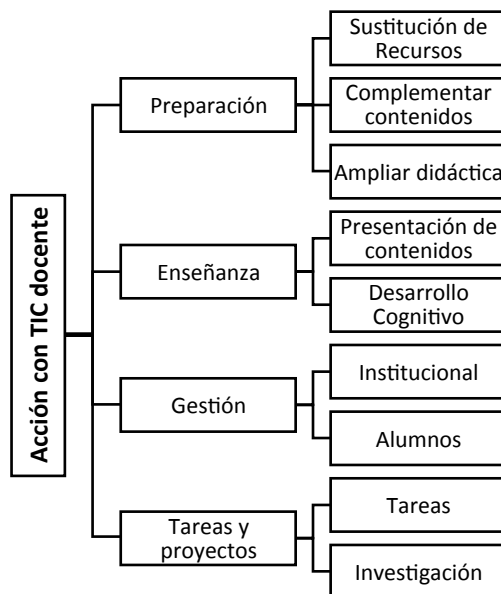 Acción con TIC docente
Preparación
Sustitución de
Recursos
Complementar
contenidos
Ampliar didáctica
Enseñanza
Presentación de
contenidos
Desarrollo
Cognitivo
Gestión
Institucional
Alumnos
Tareas y
proyectos
Tareas
Investigación